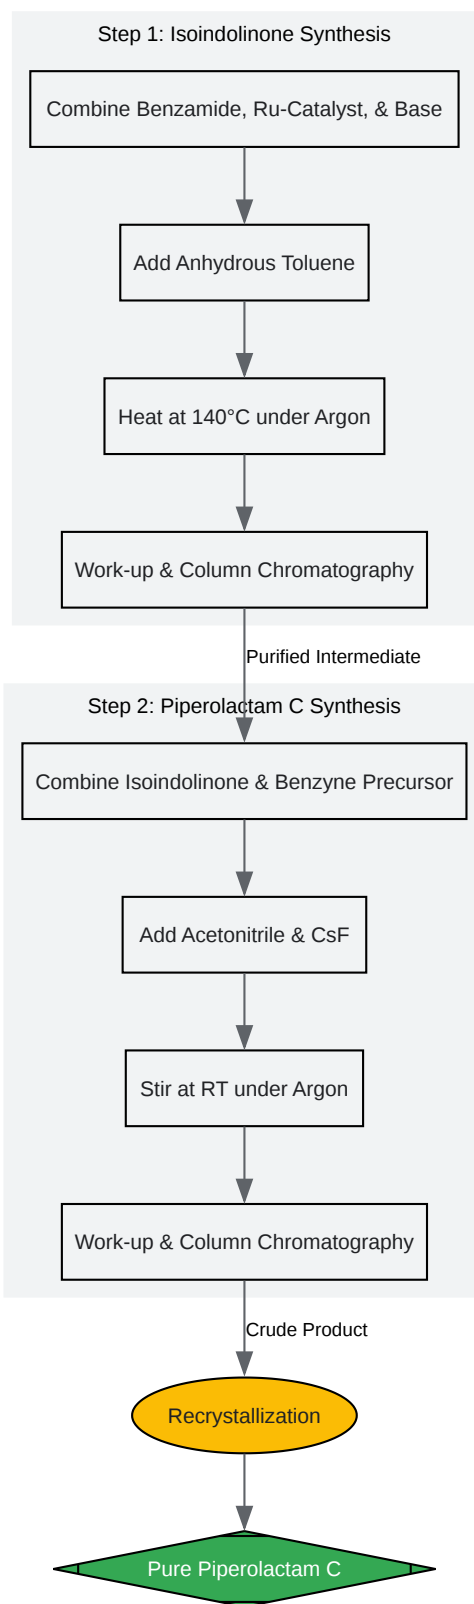 Step 1: Isoindolinone Synthesis
Combine Benzamide, Ru-Catalyst, & Base
Add Anhydrous Toluene
Heat at 140°C under Argon
Work-up & Column Chromatography
Purified Intermediate
Step 2: Piperolactam C Synthesis
Combine Isoindolinone & Benzyne Precursor
Add Acetonitrile & CsF
Stir at RT under Argon
Work-up & Column Chromatography
Crude Product
Recrystallization
Pure Piperolactam C